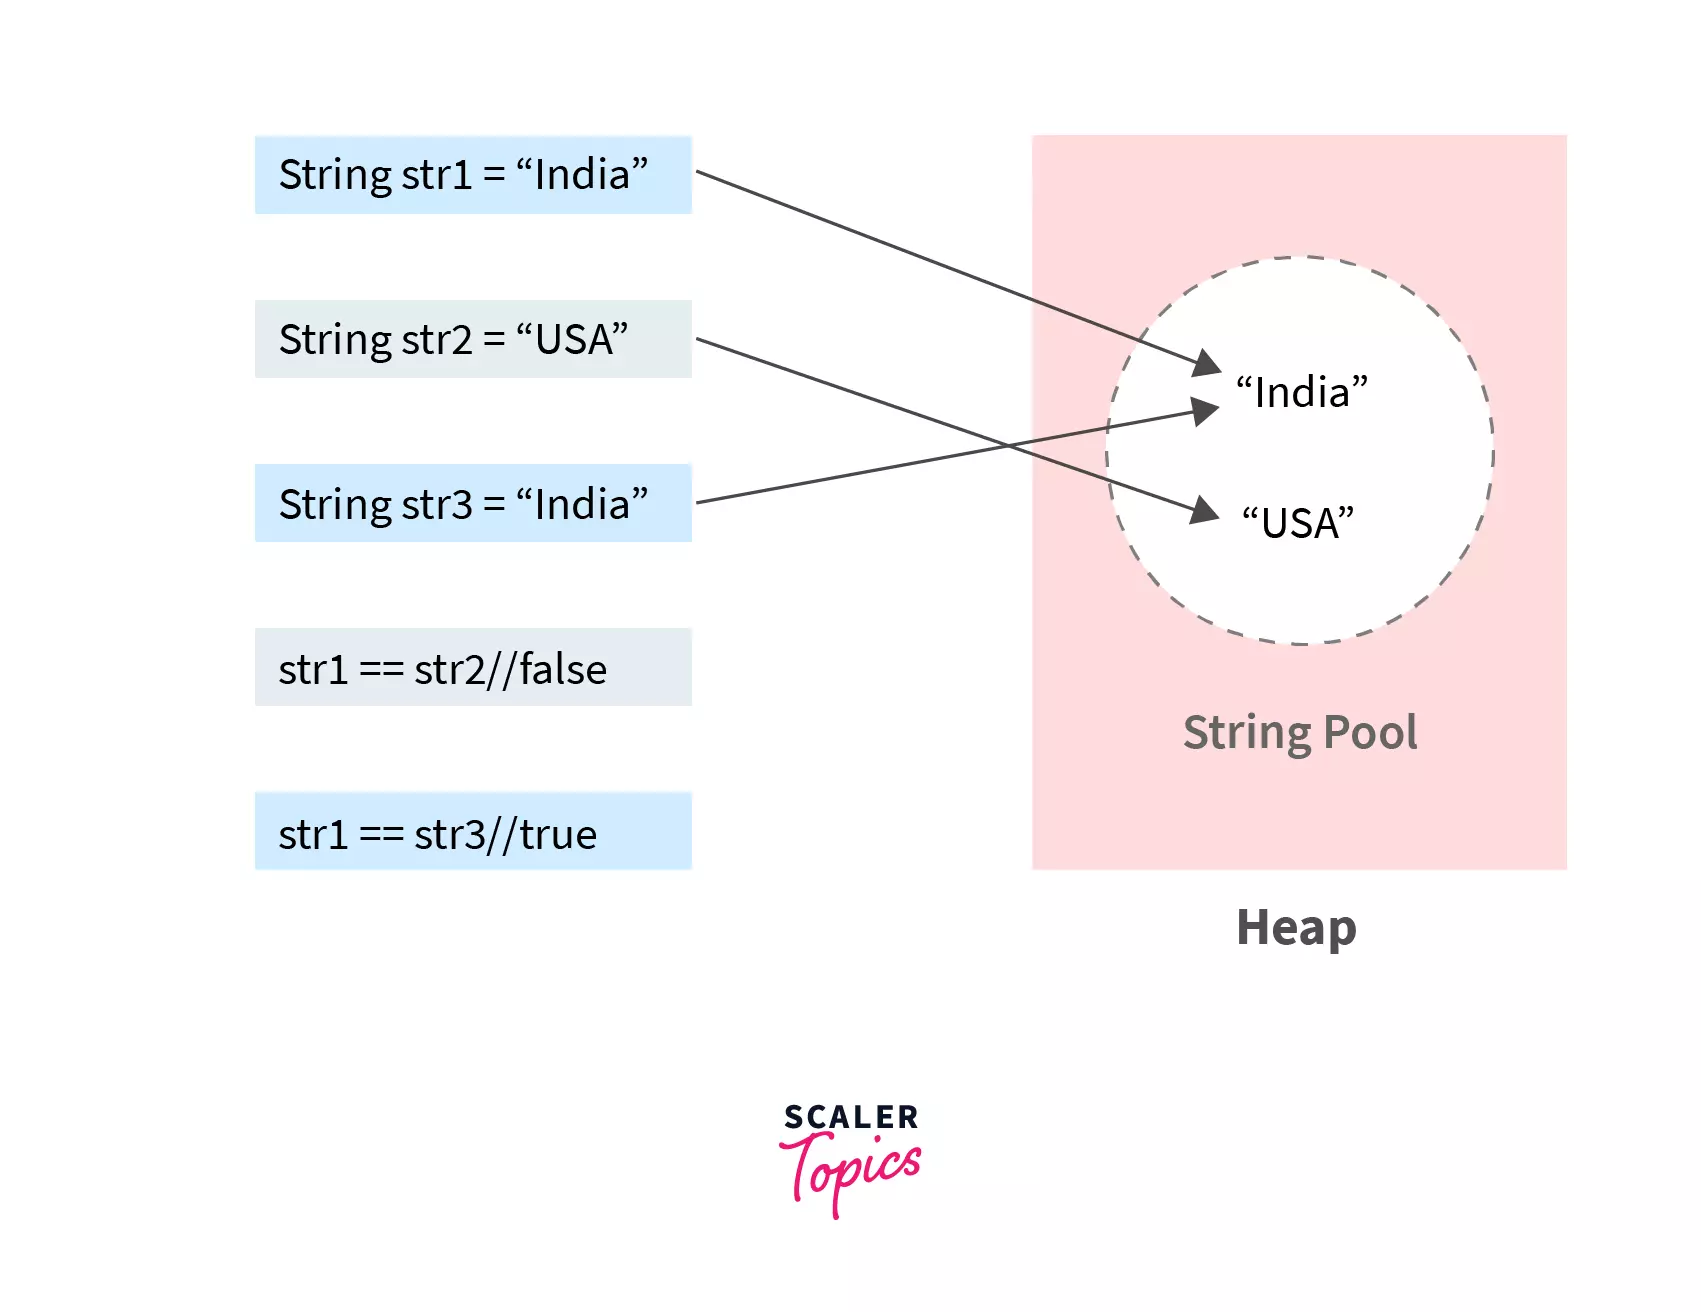 String str1 = “India”
String str2 = “USA”
String str3 = “India”
str1 == str2//false
str1 == str3//true
“India”
“USA”
String Pool
Heap
SCALER
Topics